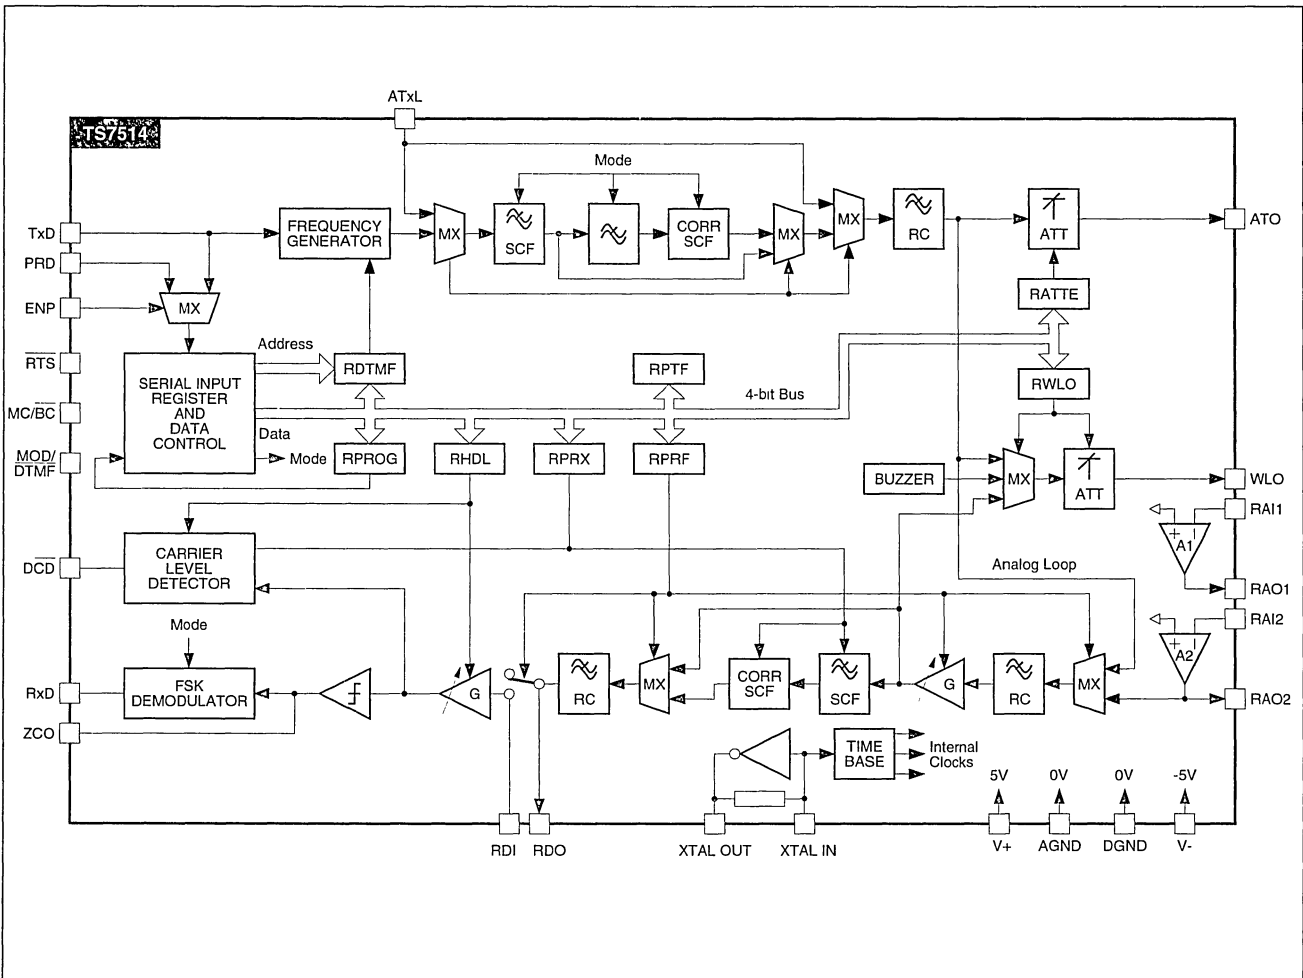 ATxL
TS7514
Mode
TxD
FREQUENCY
GENERATOR
MX
SCF
CORR
SCF
MX
MX
RC
ATT
ATO
PRD
ENP
MX
RATTE
RTS
Address
RDTMF
RPTF
RWLO
SERIAL INPUT
REGISTER
AND
DATA
CONTROL
MC/BC
4-bit Bus
Data
Mode
MOD/
DTMF
RPROG
RHDL
RPRX
RPRF
BUZZER
MX
ATT
WLO
RAI1
+ −
A1
CARRIER
LEVEL
DETECTOR
DCD
Analog Loop
RAO1
RAI2
+ −
A2
Mode
RxD
FSK
DEMODULATOR
G
RC
MX
CORR
SCF
SCF
G
RC
MX
RAO2
ZCO
TIME
BASE
Internal
Clocks
5V
0V
0V
-5V
RDI
RDO
XTAL OUT
XTAL IN
V+
AGND
DGND
V-